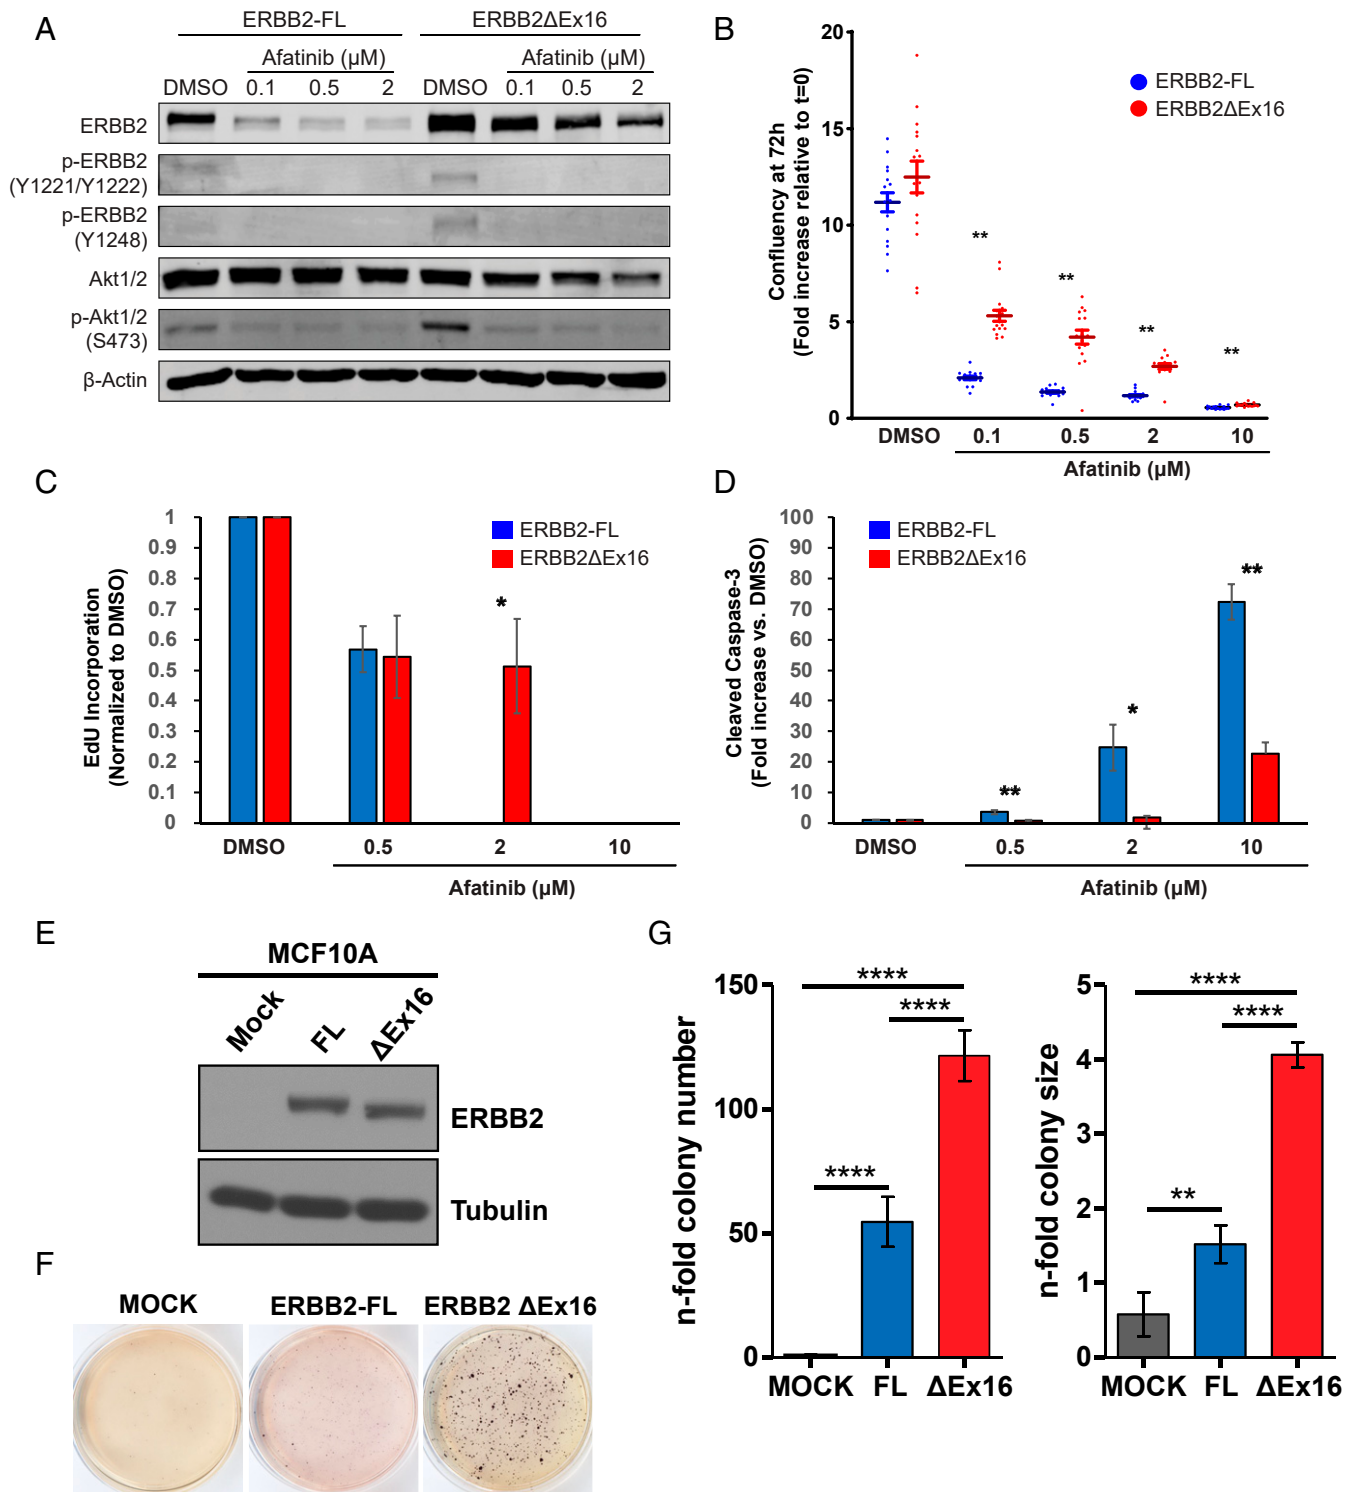 A
ERBB2-FL
ERBB2ΔEx16
Afatinib (µM)
Afatinib (µM)
DMSO 0.1 0.5 2 DMSO 0.1 0.5 2
ERBB2
p-ERBB2
(Y1221/Y1222)
p-ERBB2
(Y1248)
Akt1/2
p-Akt1/2
(S473)
β-Actin
B
Confluency at 72h
(Fold increase relative to t=0)
20
15
10
5
0
ERBB2-FL
ERBB2ΔEx16
**
**
**
**
DMSO 0.1 0.5 2 10
Afatinib (µM)
C
EdU Incorporation
(Normalized to DMSO)
1
0.9
0.8
0.7
0.6
0.5
0.4
0.3
0.2
0.1
0
ERBB2-FL
ERBB2ΔEx16
*
DMSO 0.5 2 10
Afatinib (µM)
D
Cleaved Caspase-3
(Fold increase vs. DMSO)
100
90
80
70
60
50
40
30
20
10
0
ERBB2-FL
ERBB2ΔEx16
**
*
**
DMSO 0.5 2 10
Afatinib (µM)
E
MCF10A
Mock FL ΔEx16
ERBB2
Tubulin
F
MOCK ERBB2-FL ERBB2 ΔEx16
G
n-fold colony number
150
100
50
0
****
****
****
MOCK FL ΔEx16
n-fold colony size
5
4
3
2
1
0
****
****
**
MOCK FL ΔEx16